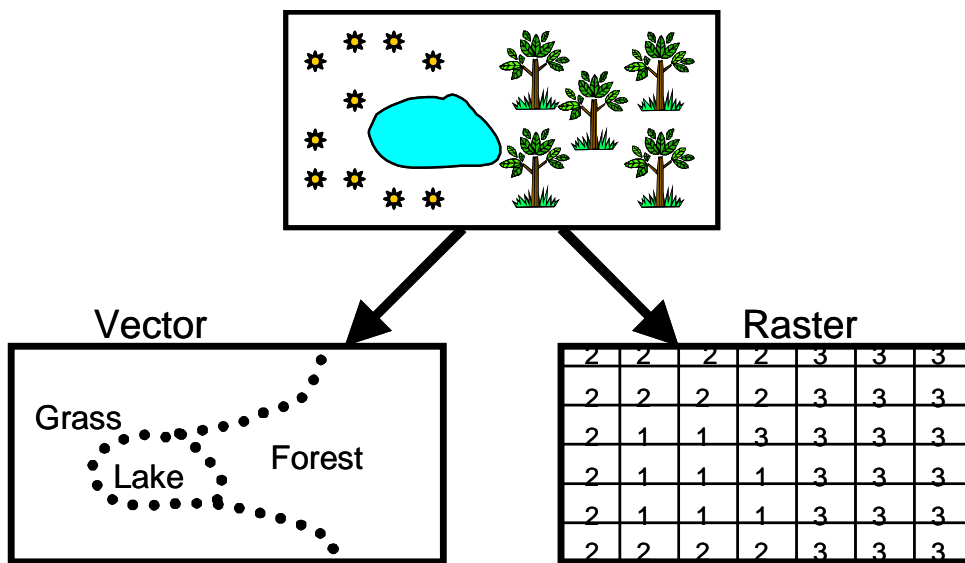 Vector
Raster
Grass
Lake
Forest
2 2 2 2 3 3 3
2 2 2 2 3 3 3
2 1 1 3 3 3 3
2 1 1 1 3 3 3
2 1 1 1 3 3 3
2 2 2 2 3 3 3